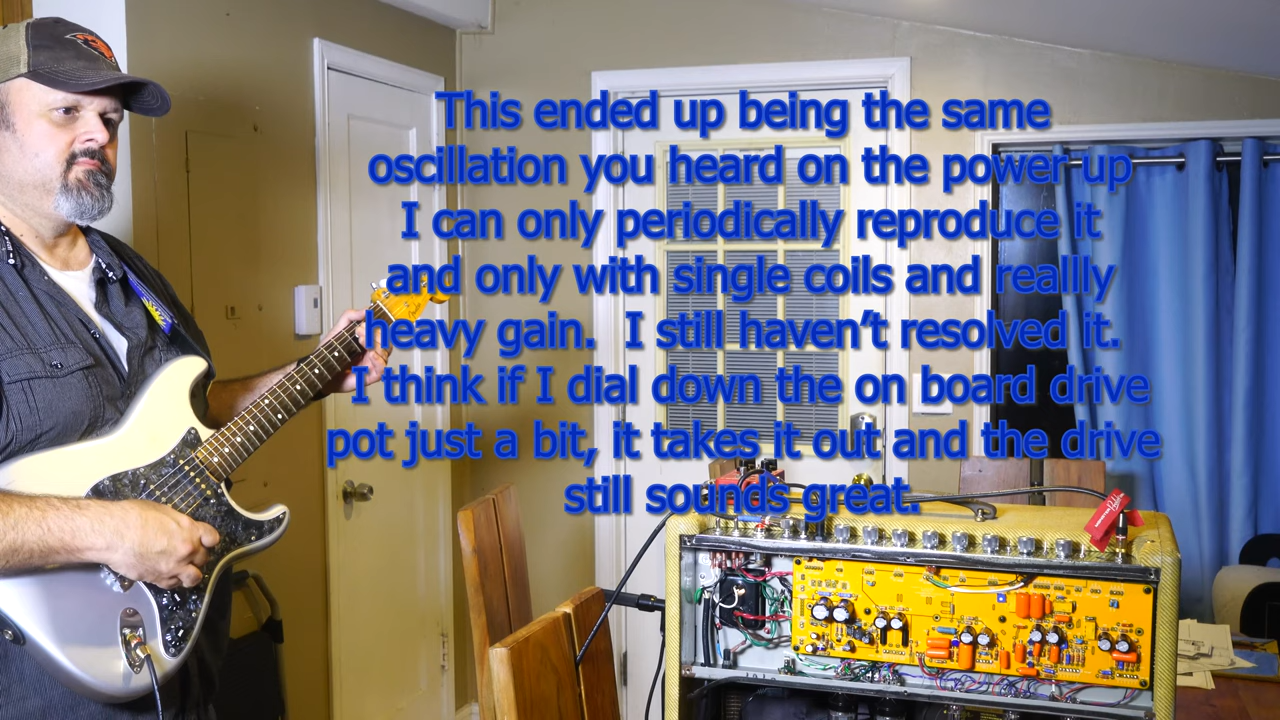 This ended up being the same
oscillation you heard on the power up
I can only periodically reproduce it
and only with single coils and reallly
heavy gain.  I still haven’t resolved it.
I think if I dial down the on board drive
pot just a bit, it takes it out and the drive
still sounds great.
Fender